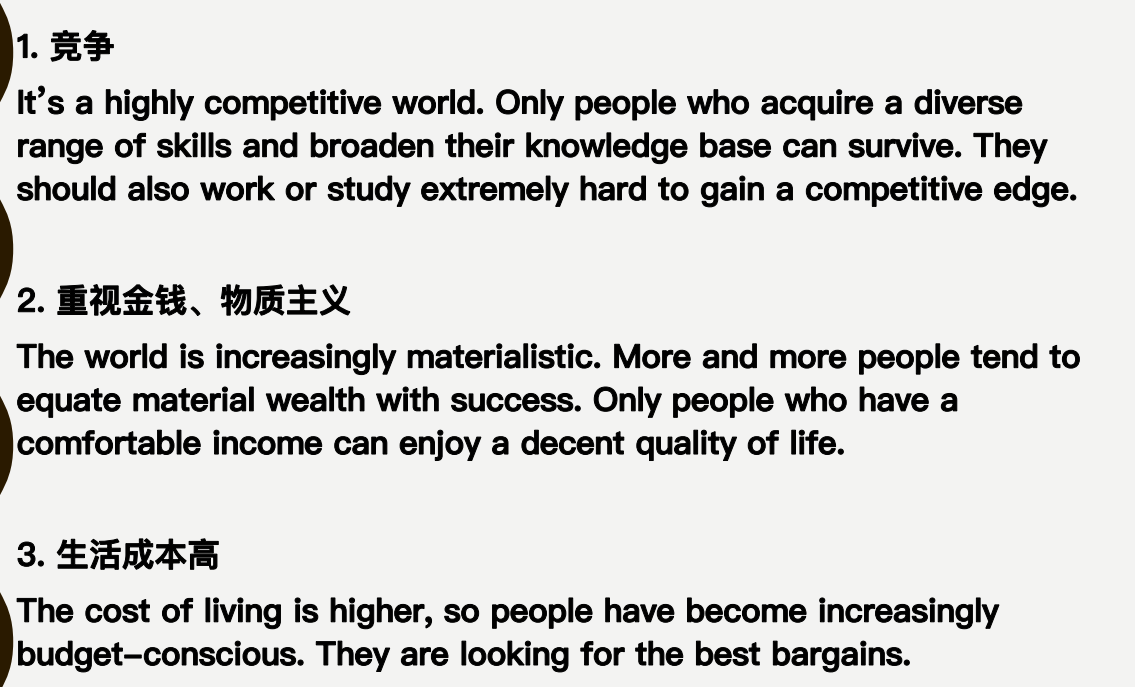 1. 竞争
It’s a highly competitive world. Only people who acquire a diverse
range of skills and broaden their knowledge base can survive. They
should also work or study extremely hard to gain a competitive edge.
2. 重视金钱、物质主义
The world is increasingly materialistic. More and more people tend to
equate material wealth with success. Only people who have a
comfortable income can enjoy a decent quality of life.
3. 生活成本高
The cost of living is higher, so people have become increasingly
budget–conscious. They are looking for the best bargains.